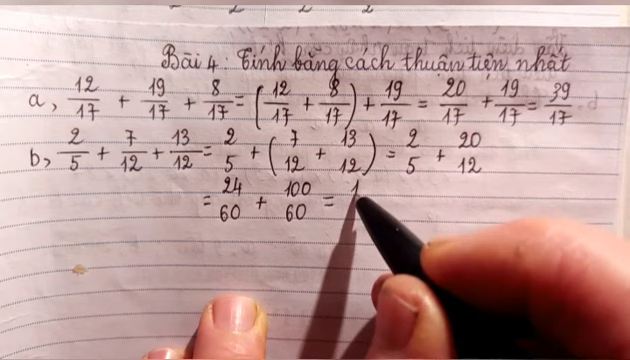 Bài 4: Tính bằng cách thuận tiện nhất
a, 12/17 + 19/17 + 8/17 = (12/17 + 8/17) + 19/17 = 20/17 + 19/17 = 39/17
b, 2/5 + 7/12 + 13/12 = 2/5 + (7/12 + 13/12) = 2/5 + 20/12
= 24/60 + 100/60 = 1